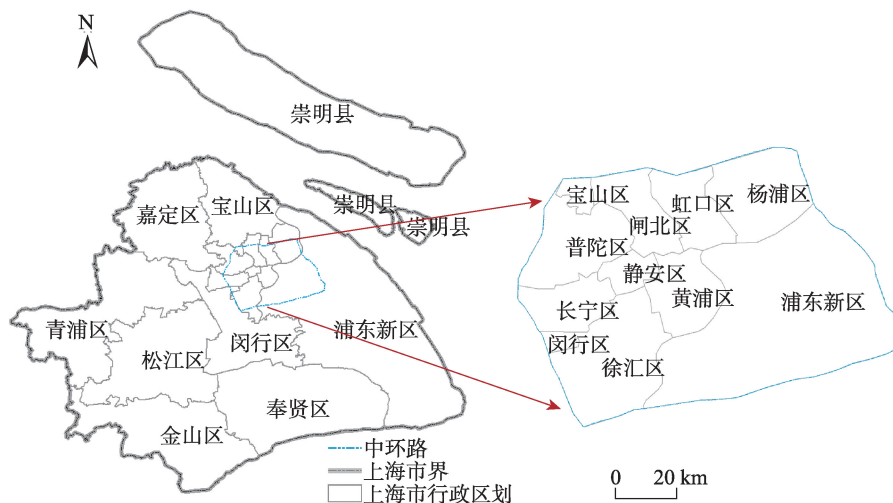 N
崇明县
嘉定区
宝山区
崇明县
崇明县
青浦区
松江区
闵行区
浦东新区
奉贤区
金山区
宝山区
虹口区
杨浦区
闸北区
普陀区
静安区
长宁区
黄浦区
浦东新区
闵行区
徐汇区
中环路
上海市界
上海市行政区划
0 20 km